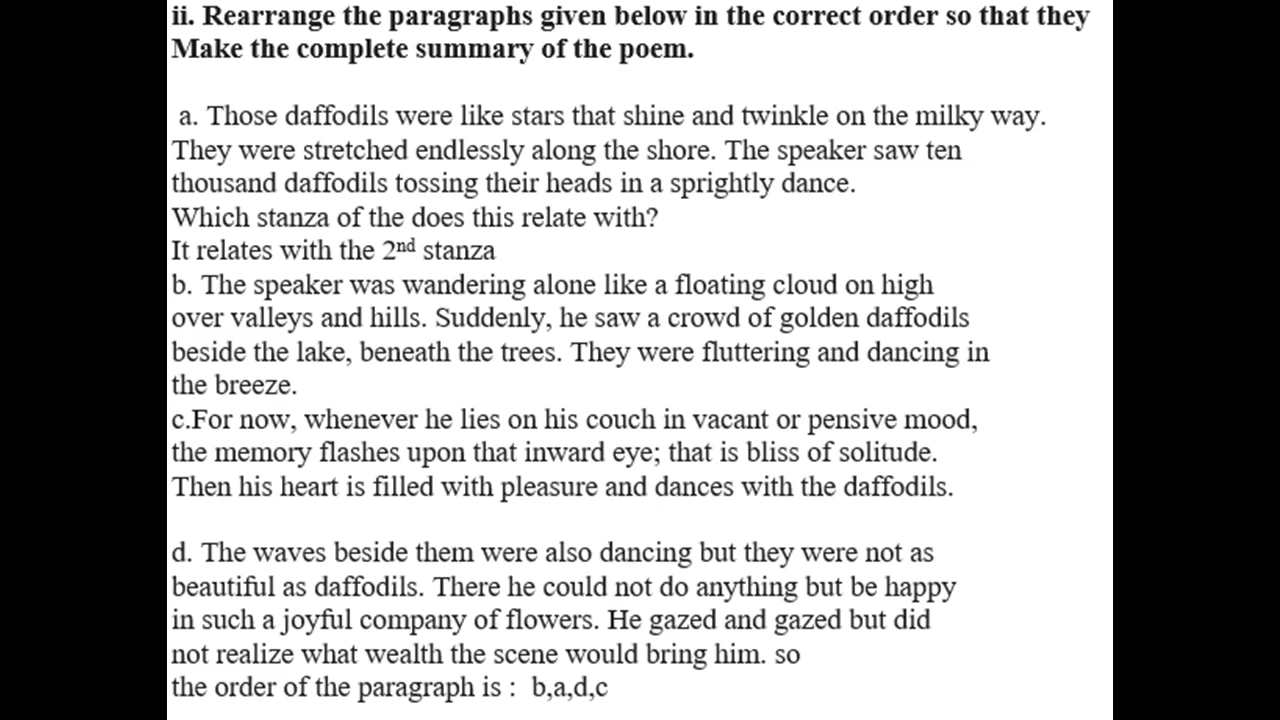 ii. Rearrange the paragraphs given below in the correct order so that they
Make the complete summary of the poem.
a. Those daffodils were like stars that shine and twinkle on the milky way.
They were stretched endlessly along the shore. The speaker saw ten
thousand daffodils tossing their heads in a sprightly dance.
Which stanza of the does this relate with?
It relates with the 2nd stanza
b. The speaker was wandering alone like a floating cloud on high
over valleys and hills. Suddenly, he saw a crowd of golden daffodils
beside the lake, beneath the trees. They were fluttering and dancing in
the breeze.
c.For now, whenever he lies on his couch in vacant or pensive mood,
the memory flashes upon that inward eye; that is bliss of solitude.
Then his heart is filled with pleasure and dances with the daffodils.
d. The waves beside them were also dancing but they were not as
beautiful as daffodils. There he could not do anything but be happy
in such a joyful company of flowers. He gazed and gazed but did
not realize what wealth the scene would bring him. so
the order of the paragraph is : b,a,d,c